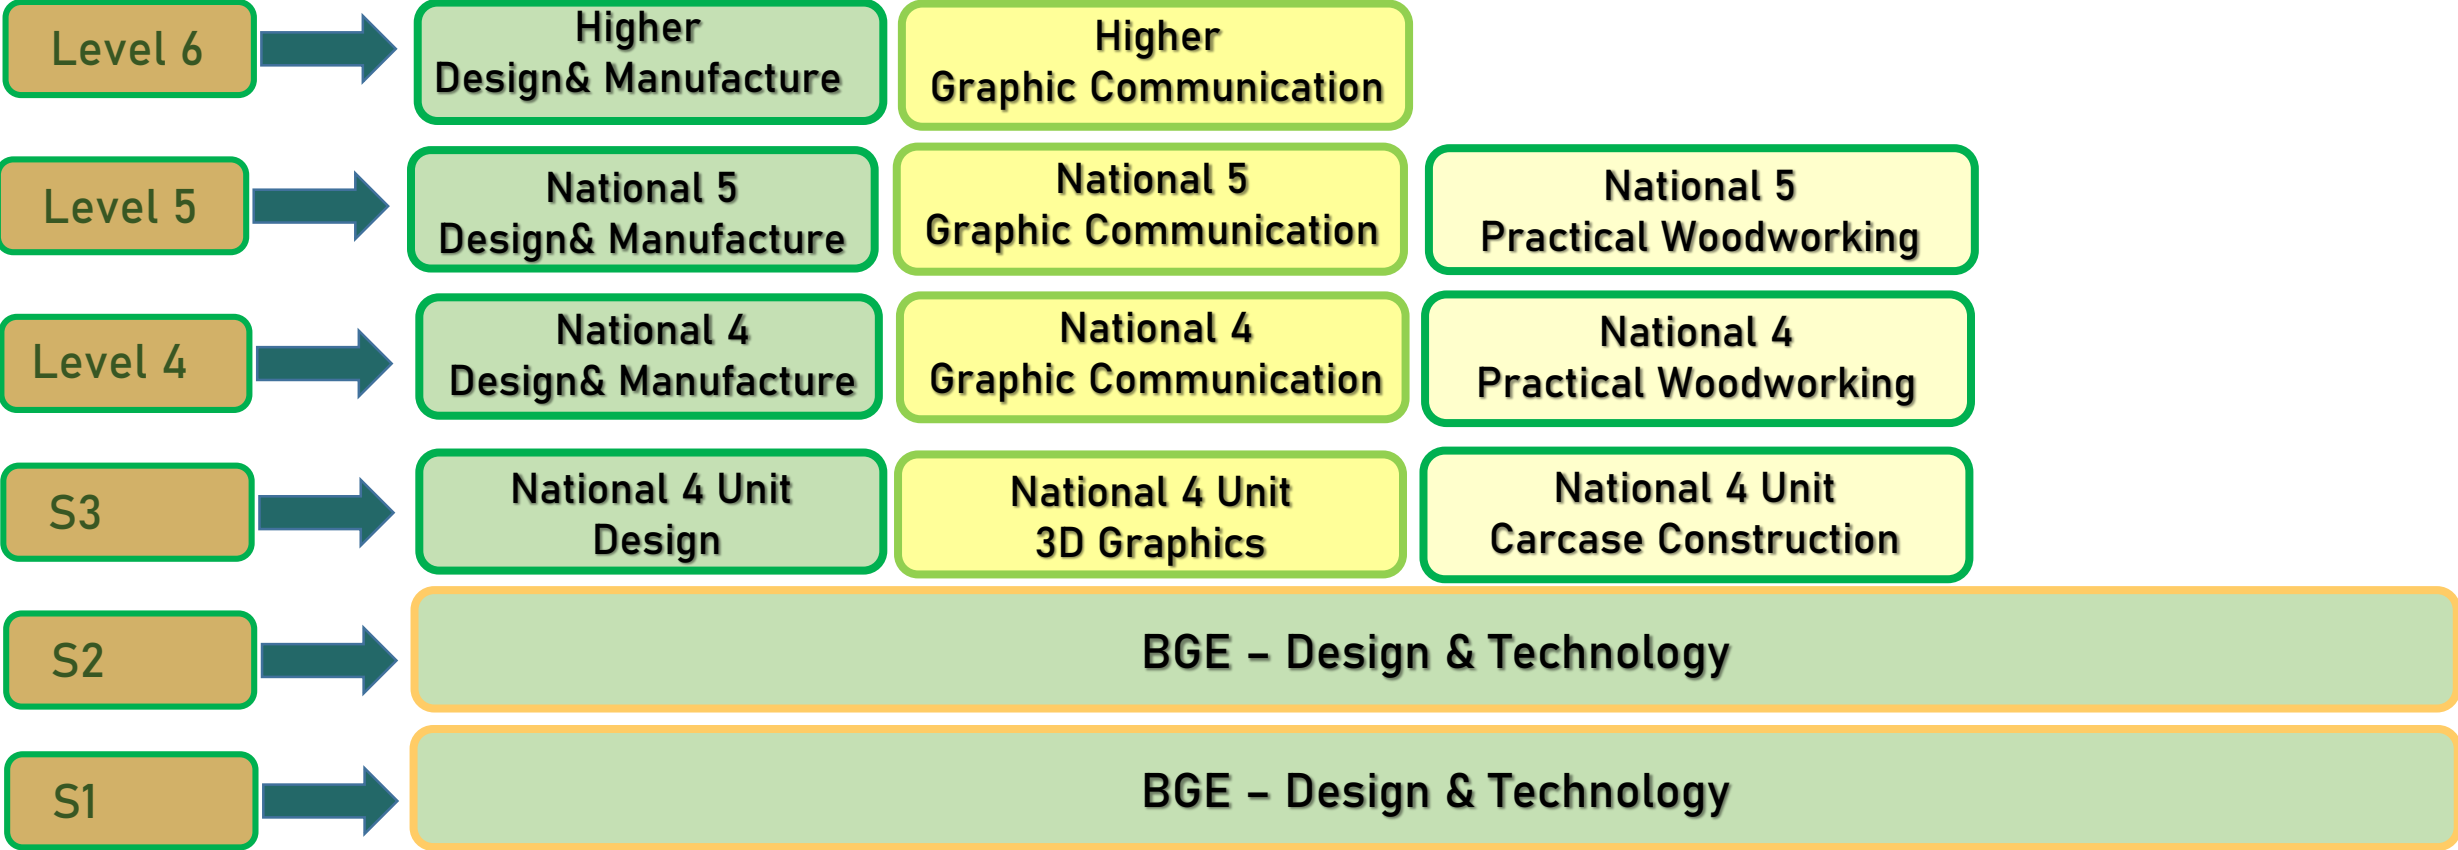 Level 6
Higher
Design& Manufacture
Higher
Graphic Communication
Level 5
National 5
Design& Manufacture
National 5
Graphic Communication
National 5
Practical Woodworking
Level 4
National 4
Design& Manufacture
National 4
Graphic Communication
National 4
Practical Woodworking
S3
National 4 Unit
Design
National 4 Unit
3D Graphics
National 4 Unit
Carcase Construction
S2
BGE – Design & Technology
S1
BGE – Design & Technology